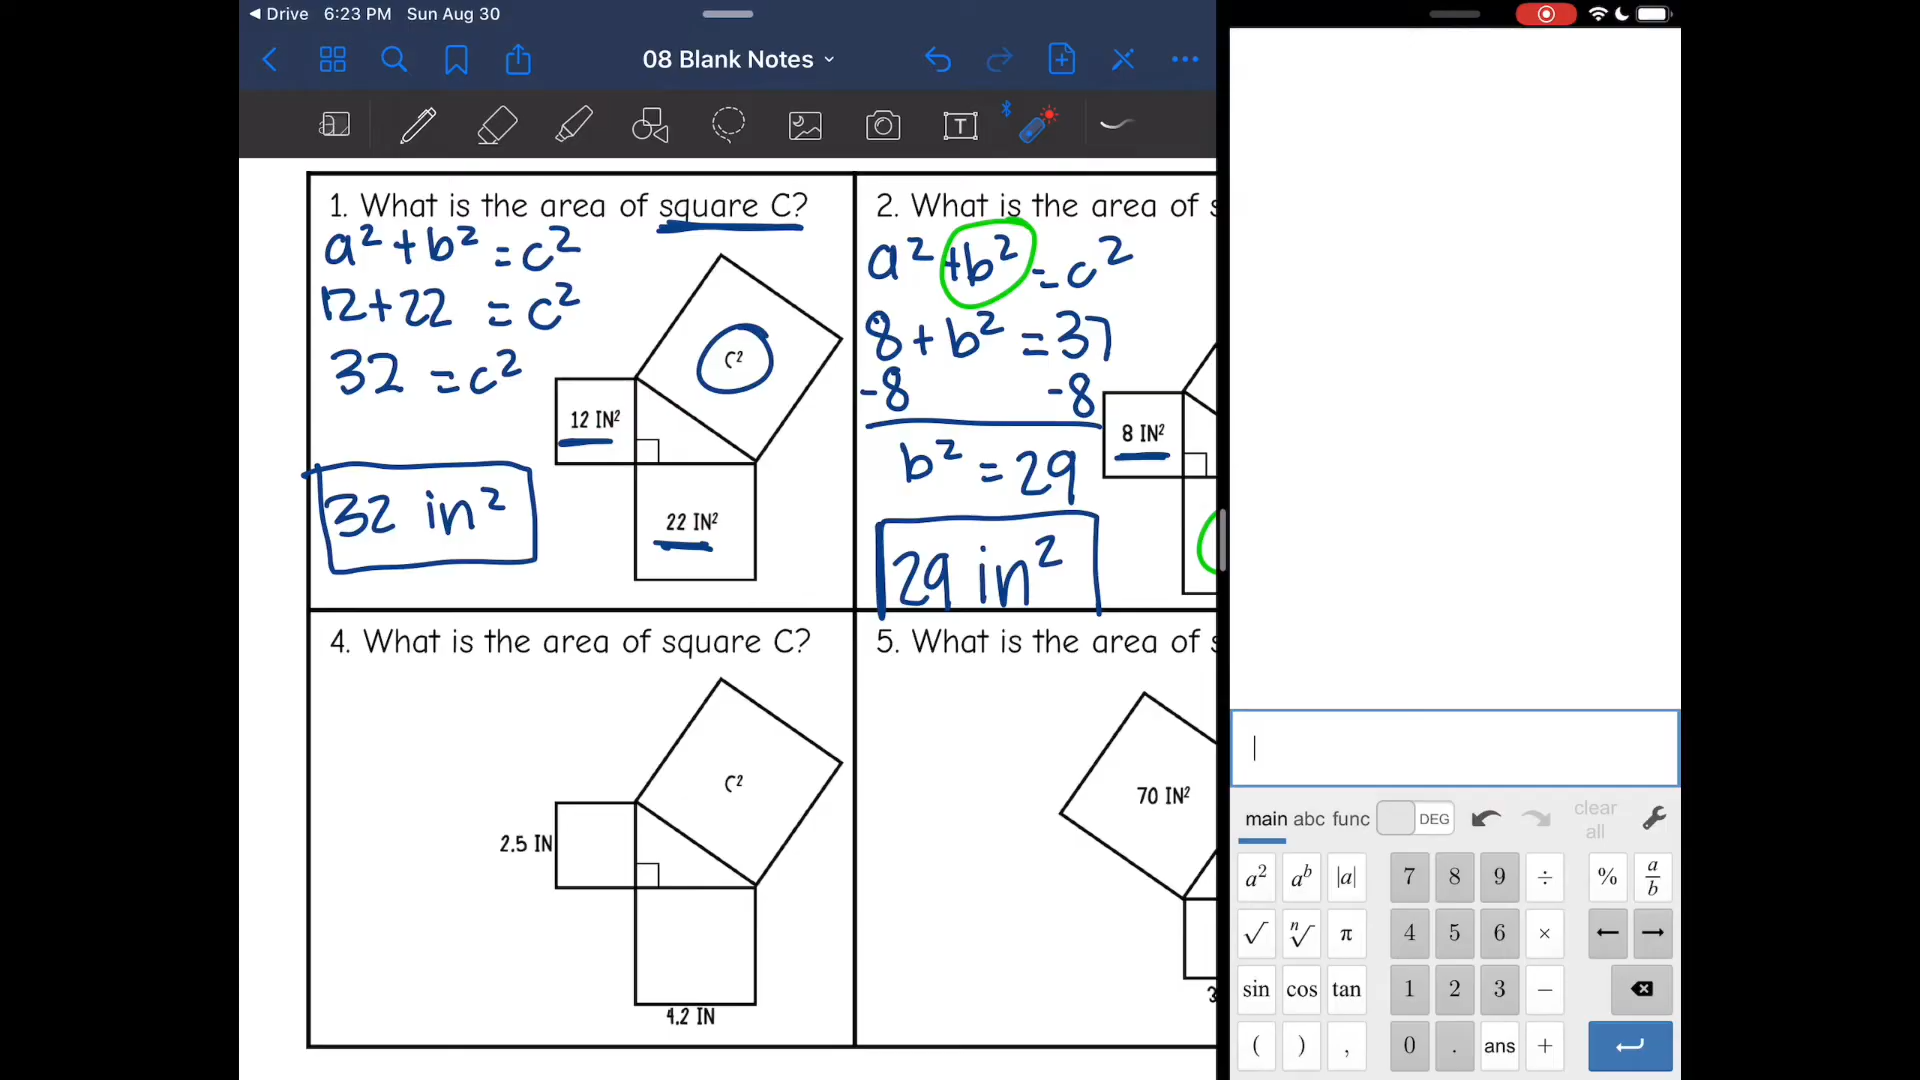 Drive 6:23 PM Sun Aug 30
08 Blank Notes
T
1. What is the area of square C?
a² + b² = c²
12 + 22 = c²
32 = c²
32 in²
C²
12 IN²
22 IN²
2. What is the area of
a² + b² = c²
8 + b² = 37
-8 -8
b² = 29
29 in²
8 IN²
4. What is the area of square C?
C²
2.5 IN
4.2 IN
5. What is the area of
70 IN²
main abc func DEG clear all
a² aᵇ |a| 7 8 9 ÷ % a/b
√ ⁿ√ π 4 5 6 × ← →
sin cos tan 1 2 3 −
( ) , 0 . ans +